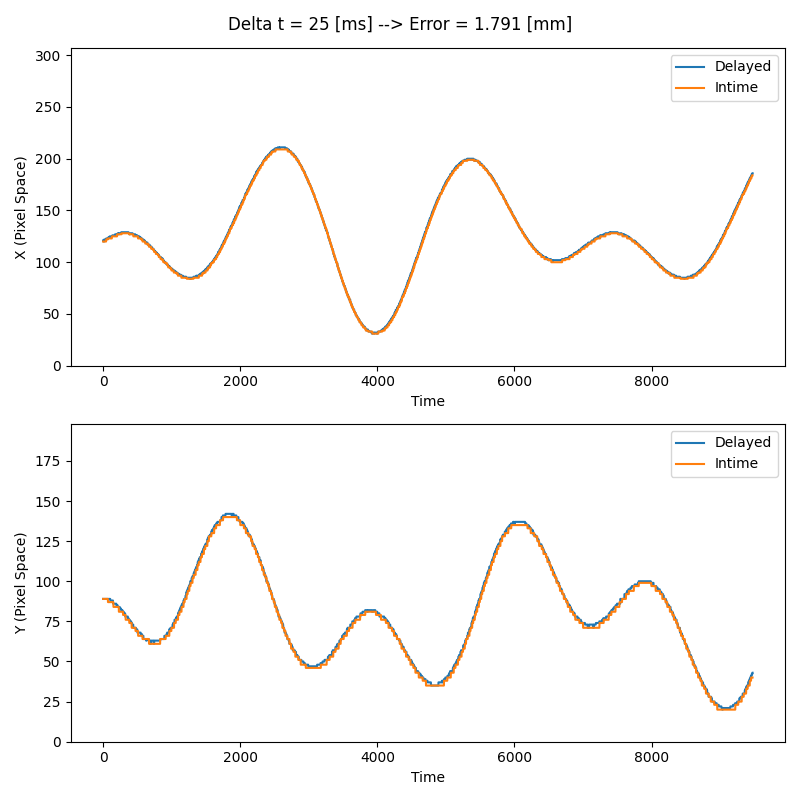 Delta t = 25 [ms] --> Error = 1.791 [mm]
300
250
200
150
100
50
0
X (Pixel Space)
Delayed
Intime
0 2000 4000 6000 8000
Time
175
150
125
100
75
50
25
0
Y (Pixel Space)
Delayed
Intime
0 2000 4000 6000 8000
Time